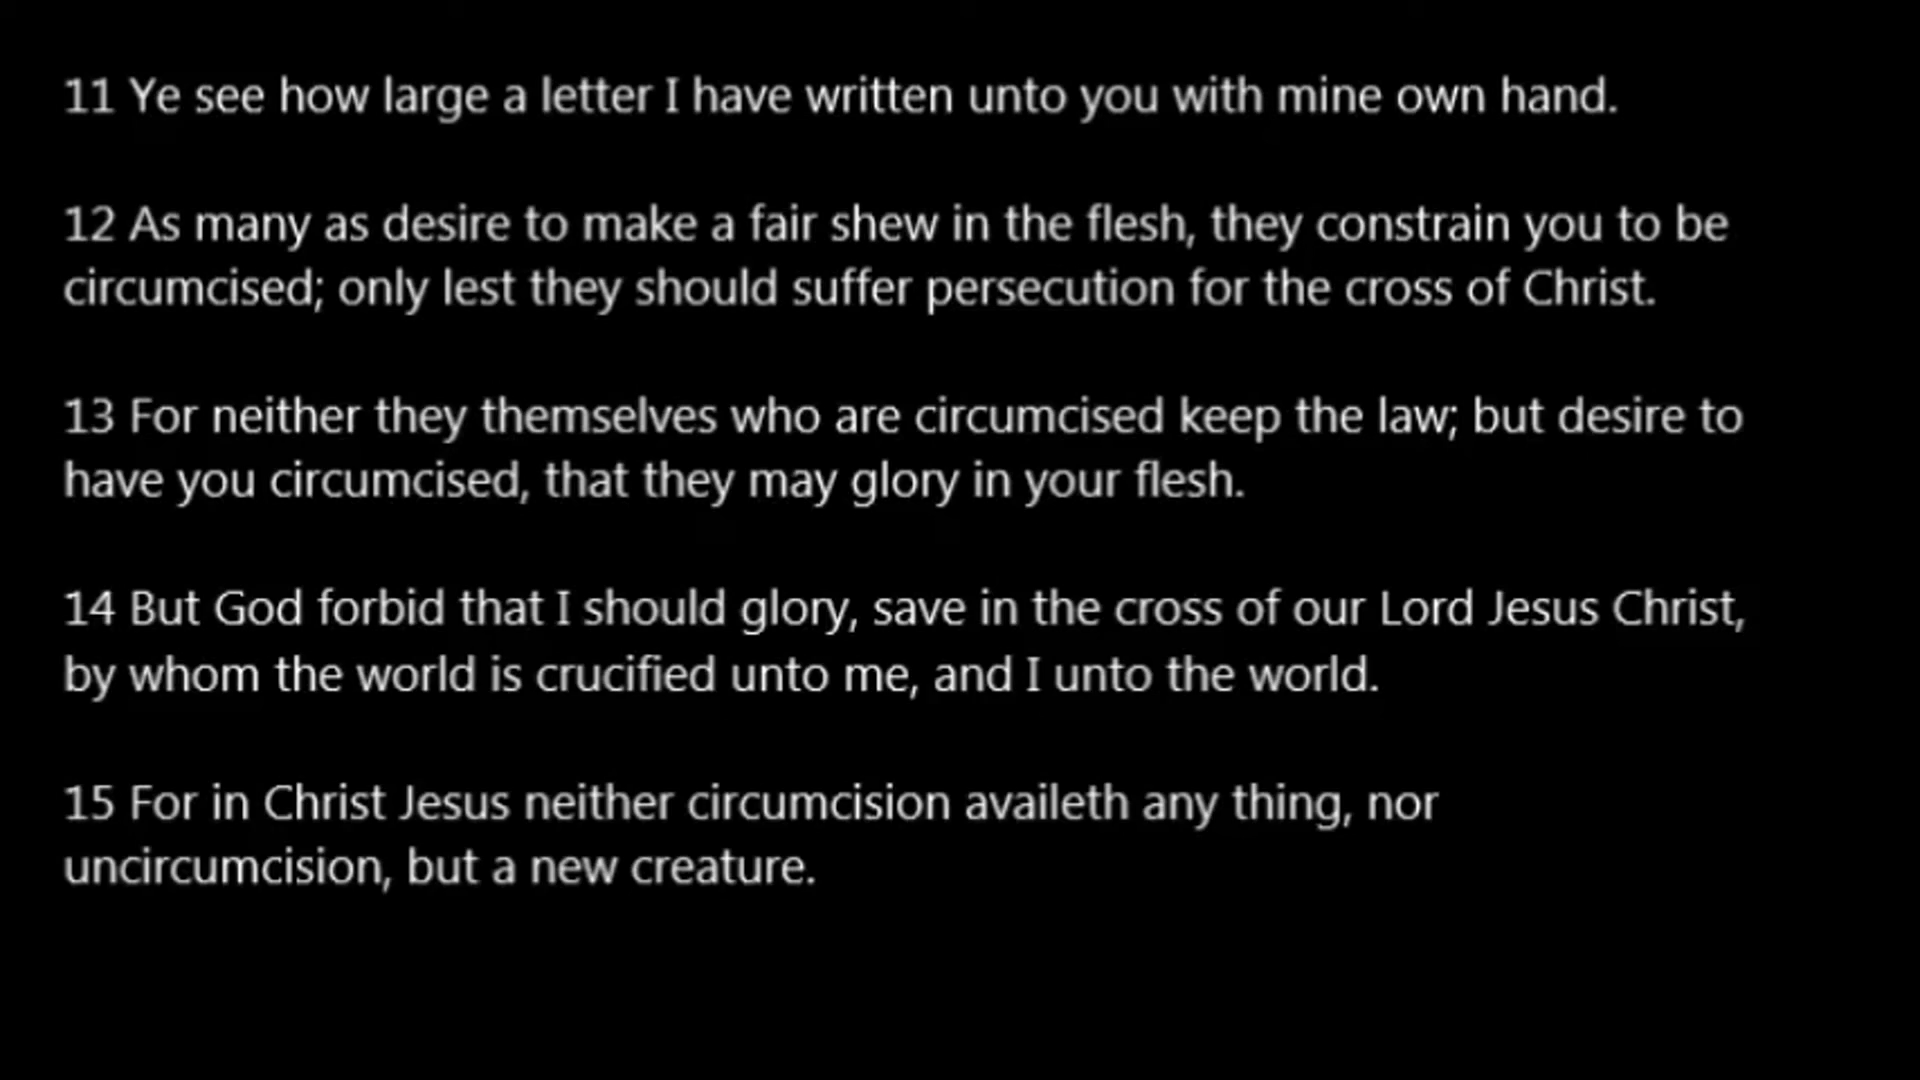 11 Ye see how large a letter I have written unto you with mine own hand.
12 As many as desire to make a fair shew in the flesh, they constrain you to be
circumcised; only lest they should suffer persecution for the cross of Christ.
13 For neither they themselves who are circumcised keep the law; but desire to
have you circumcised, that they may glory in your flesh.
14 But God forbid that I should glory, save in the cross of our Lord Jesus Christ,
by whom the world is crucified unto me, and I unto the world.
15 For in Christ Jesus neither circumcision availeth any thing, nor
uncircumcision, but a new creature.